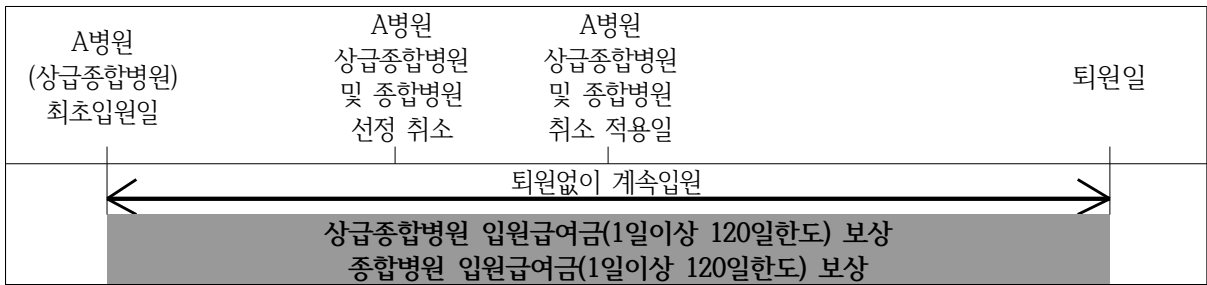 A병원
(상급종합병원)
최초입원일
A병원
상급종합병원
및 종합병원
선정 취소
A병원
상급종합병원
및 종합병원
취소 적용일
퇴원일
퇴원없이 계속입원
상급종합병원 입원급여금(1일이상 120일한도) 보상
종합병원 입원급여금(1일이상 120일한도) 보상